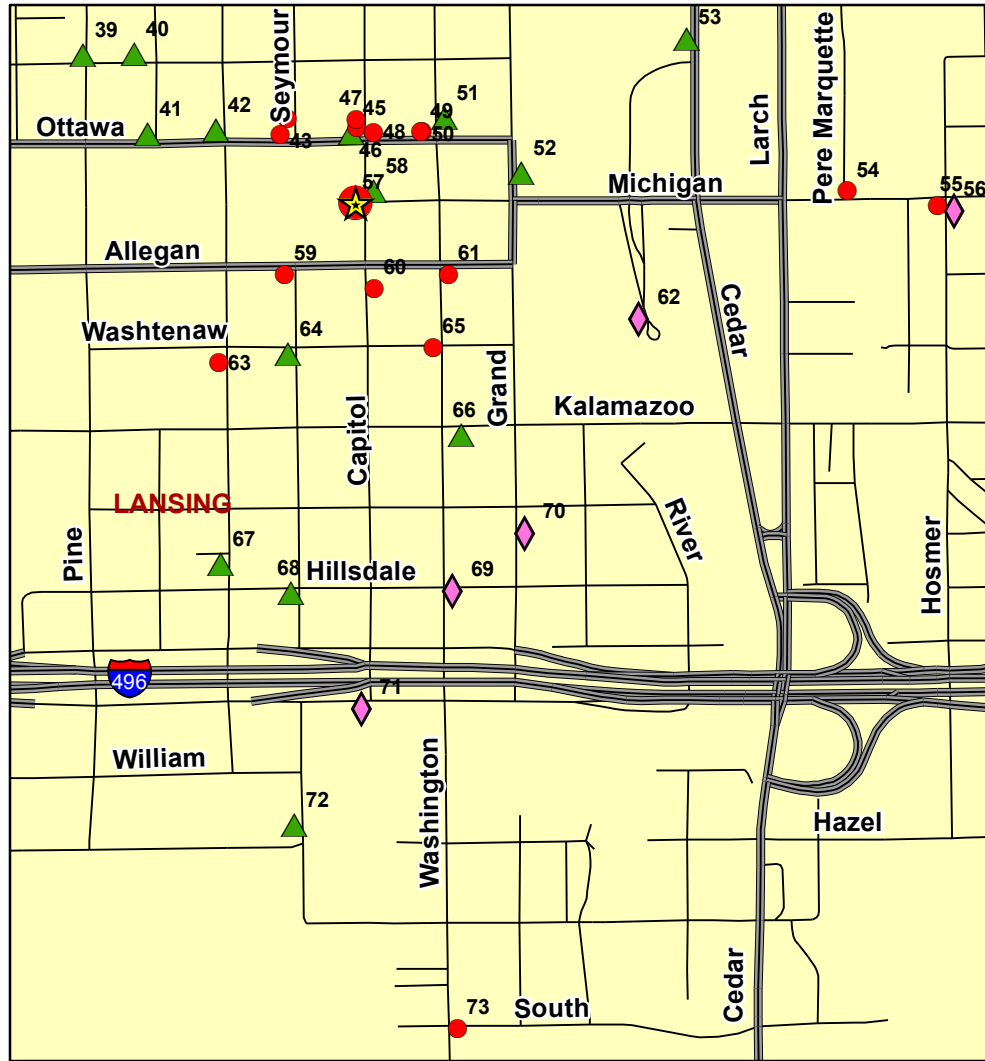 53
39
40
Seymour
Larch
Pere Marquette
51
47
45
49
41
42
Ottawa
43
48
50
46
52
58
57
Michigan
54
55
56
Allegan
59
61
60
62
Cedar
Washtenaw
64
65
63
Grand
Capitol
Kalamazoo
66
LANSING
70
River
Pine
67
Hosmer
68
Hillsdale
69
496
71
William
Washington
72
Hazel
Cedar
73
South